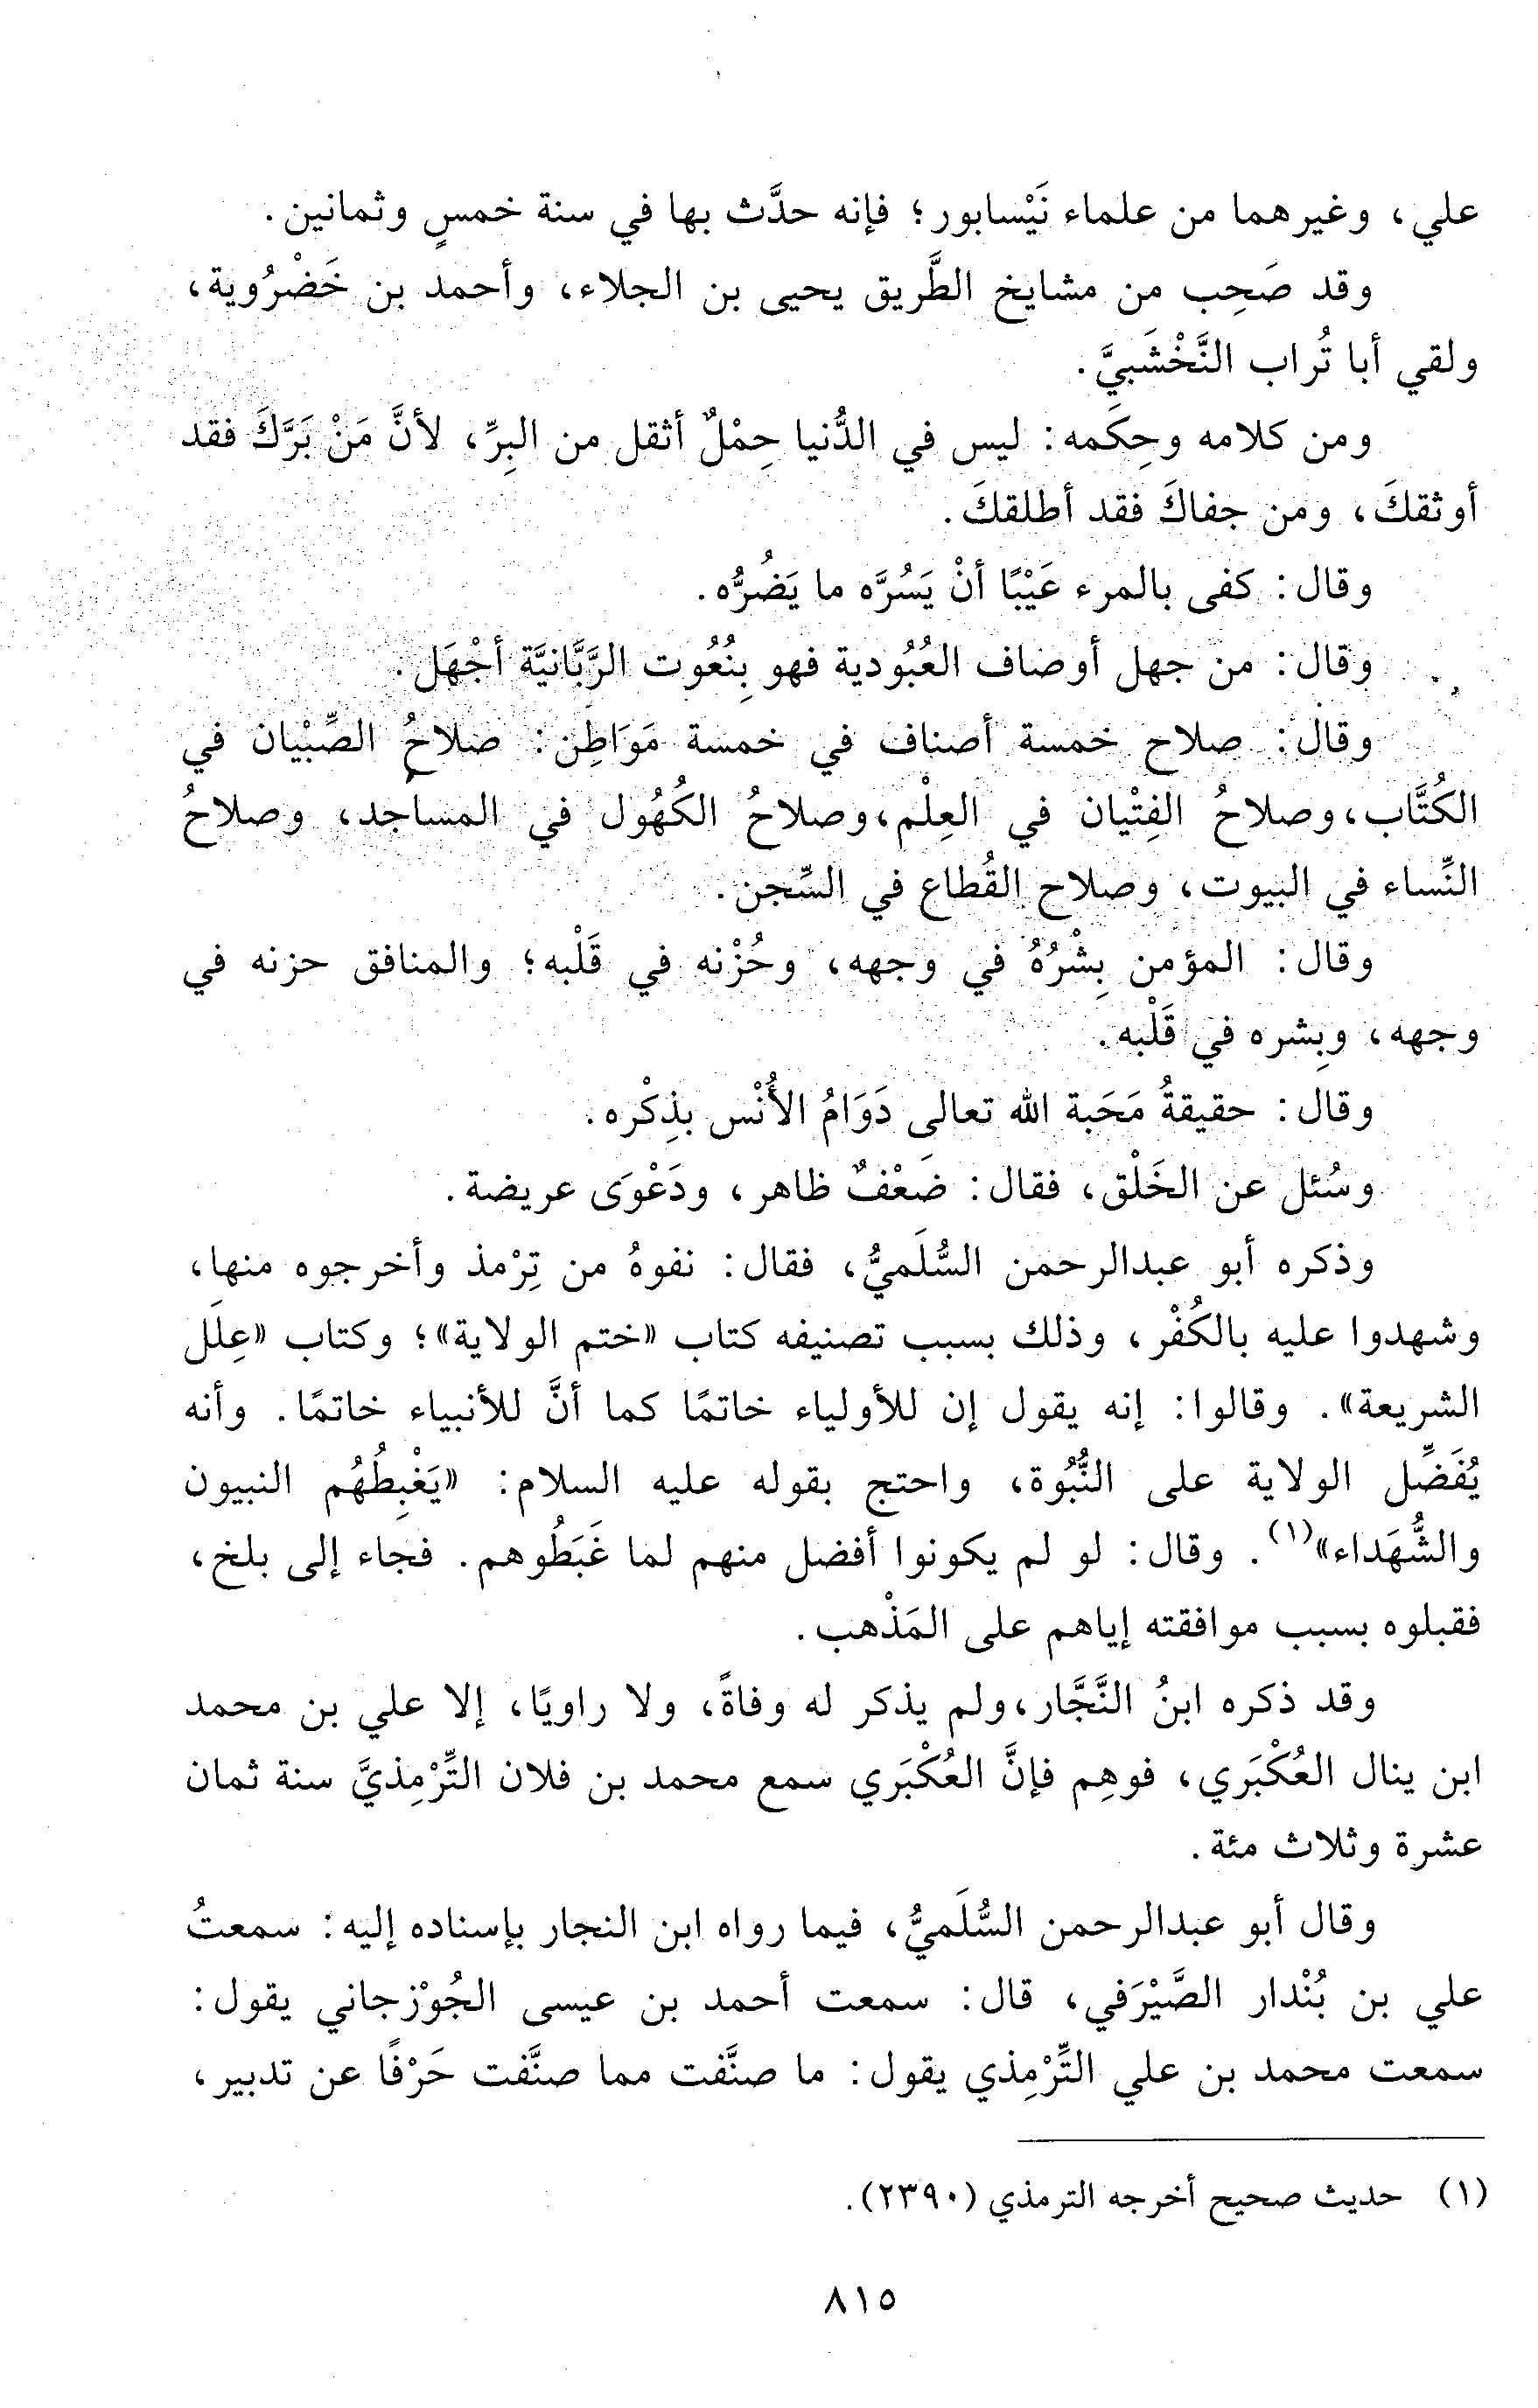 علي، وغيرهما من علماء نَيْسابور؛ فإنه حدَّث بها في سنة خمسٍ وثمانين.
وقد صَحِب من مشايخ الطَّريق يحيى بن الجلاء، وأحمد بن خَضْرُوية،
ولقي أبا تُراب النَّخْشَبيَّ.
ومن كلامه وحِكَمه: ليس في الدُّنيا حِمْلٌ أثقل من البِرِّ، لأنَّ مَنْ بَرَّكَ فقد
أوثقكَ، ومن جفاكَ فقد أطلقكَ.
وقال: كفى بالمرء عَيْبًا أنْ يَسُرَّه ما يَضُرُّه.
وقال: من جهل أوصاف العُبُودية فهو بِنُعُوت الرَّبَّانيَّة أجْهَل.
وقال: صلاح خمسة أصناف في خمسة مَوَاطِن: صلاحُ الصِّبْيان في
الكُتَّاب، وصلاحُ الفِتْيان في العِلْم، وصلاحُ الكُهُول في المساجد، وصلاحُ
النِّساء في البيوت، وصلاح القُطاع في السِّجن.
وقال: المؤمن بِشْرُهُ في وجهه، وحُزْنه في قَلْبه؛ والمنافق حزنه في
وجهه، وبِشره في قَلْبه.
وقال: حقيقةُ مَحَبة الله تعالى دَوَامُ الأُنْس بذِكْره.
وسُئل عن الخَلْق، فقال: ضَعْفٌ ظاهر، ودَعْوَى عريضة.
وذكره أبو عبدالرحمن السُّلَميُّ، فقال: نفوهُ من تِرْمذ وأخرجوه منها،
وشهدوا عليه بالكُفْر، وذلك بسبب تصنيفه كتاب «ختم الولاية»؛ وكتاب «عِلَل
الشريعة». وقالوا: إنه يقول إن للأولياء خاتمًا كما أنَّ للأنبياء خاتمًا. وأنه
يُفَضِّل الولاية على النُّبُوة، واحتج بقوله عليه السلام: «يَغْبِطُهُم النبيون
والشُّهَداء»(١). وقال: لو لم يكونوا أفضل منهم لما غَبَطُوهم. فجاء إلى بلخ،
فقبلوه بسبب موافقته إياهم على المَذْهب.
وقد ذكره ابنُ النَّجَّار، ولم يذكر له وفاةً، ولا راويًا، إلا علي بن محمد
ابن ينال العُكْبَري، فوهِم فإنَّ العُكْبَري سمع محمد بن فلان التِّرْمِذيَّ سنة ثمان
عشرة وثلاث مئة.
وقال أبو عبدالرحمن السُّلَميُّ، فيما رواه ابن النجار بإسناده إليه: سمعتُ
علي بن بُنْدار الصَّيْرَفي، قال: سمعت أحمد بن عيسى الجُوْزجاني يقول:
سمعت محمد بن علي التِّرْمِذي يقول: ما صنَّفت مما صنَّفت حَرْفًا عن تدبير،
(١) حديث صحيح أخرجه الترمذي (٢٣٩٠).
٨١٥